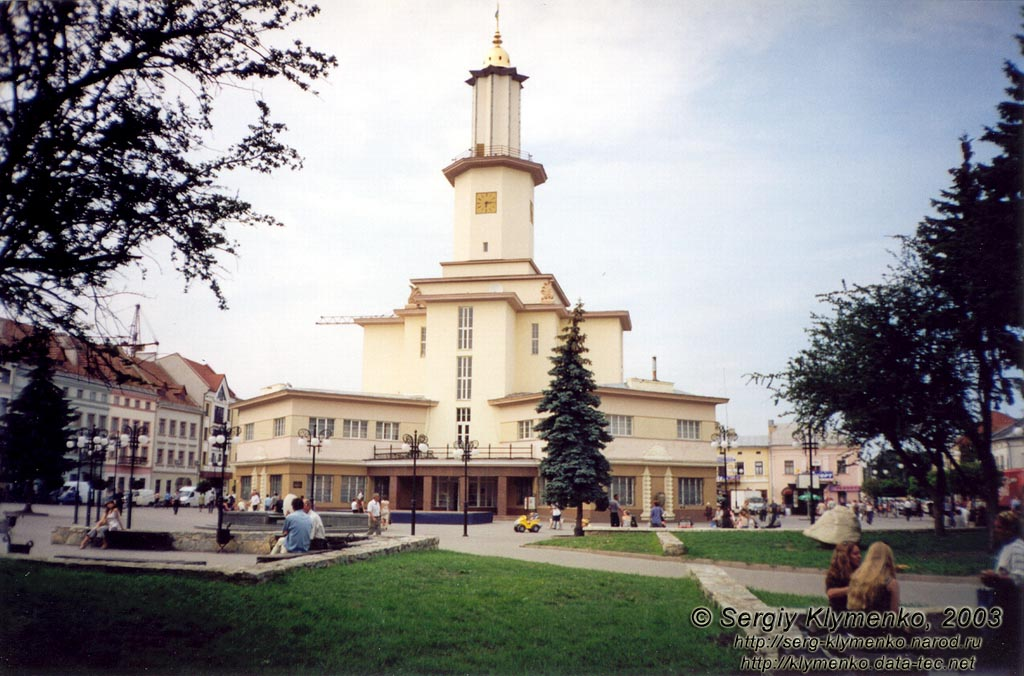 © Sergiy Klymenko, 2003
http://serg-klymenko.narod.ru
http://klymenko.data-tec.net